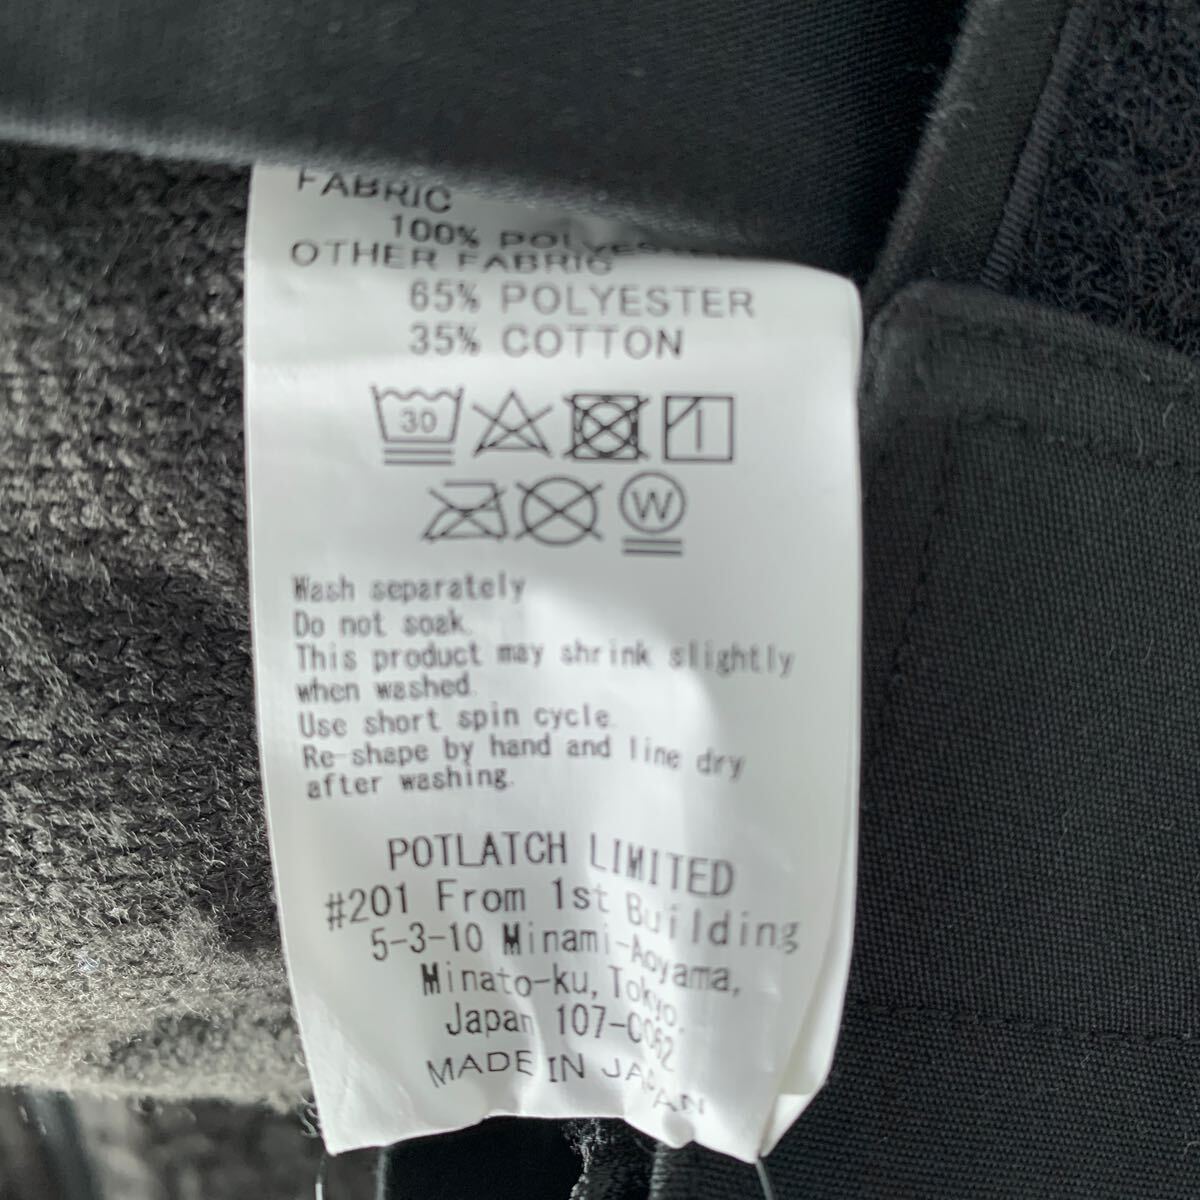 FABRIC
100% POLYESTER
OTHER FABRIC
65% POLYESTER
35% COTTON
30
W
Wash separately
Do not soak.
This product may shrink slightly
when washed.
Use short spin cycle.
Re-shape by hand and line dry
after washing.
POTLATCH LIMITED
#201 From 1st Building
5-3-10 Minami-Aoyama,
Minato-ku, Tokyo,
Japan 107-0062
MADE IN JAPAN